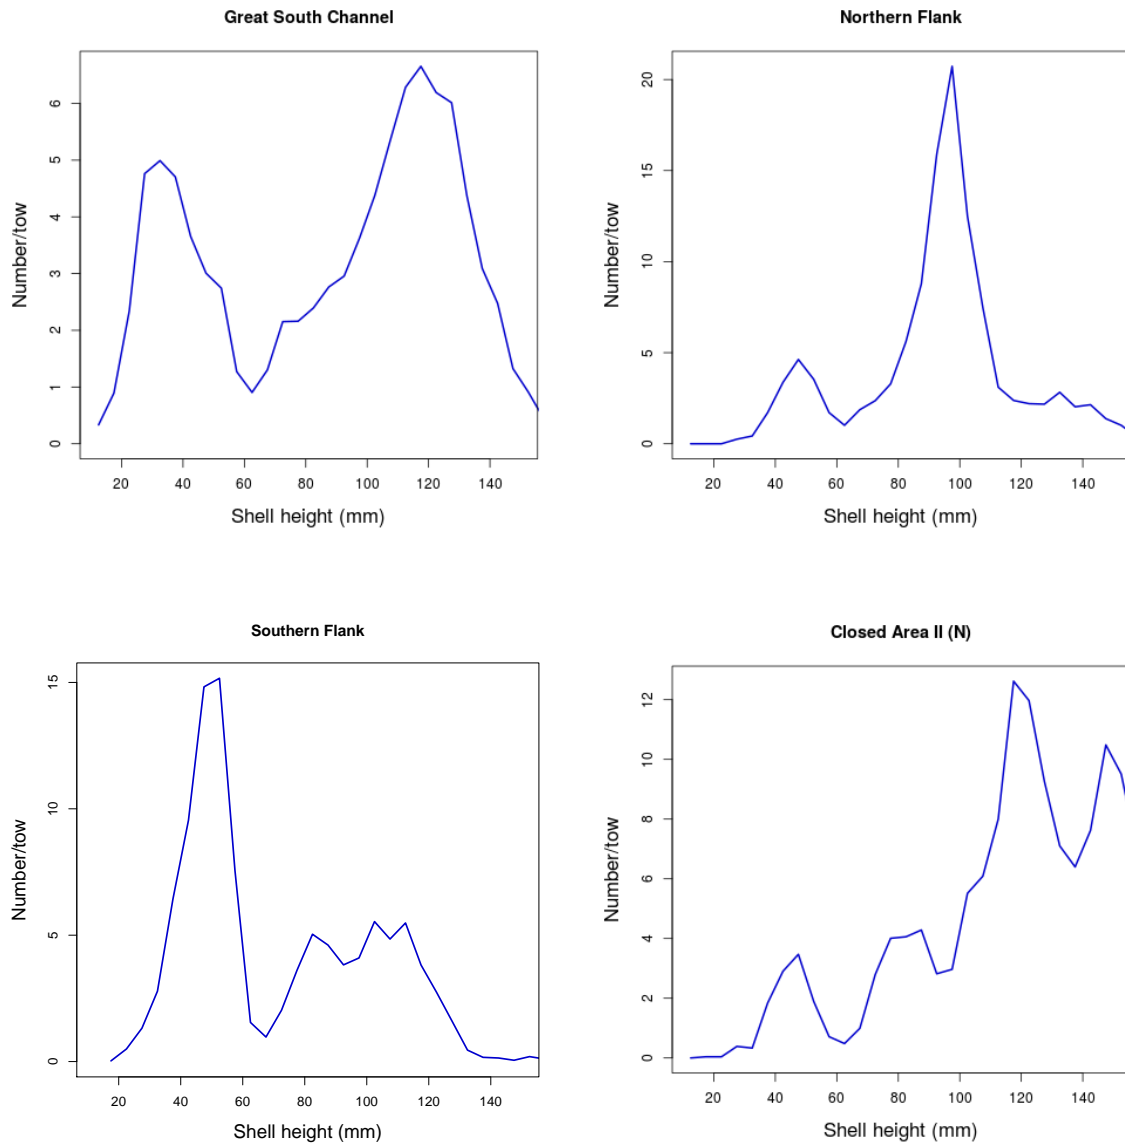 Great South Channel
Number/tow
6
5
4
3
2
1
0
20 40 60 80 100 120 140
Shell height (mm)
Northern Flank
Number/tow
20
15
10
5
0
20 40 60 80 100 120 140
Shell height (mm)
Southern Flank
Number/tow
15
10
5
0
20 40 60 80 100 120 140
Shell height (mm)
Closed Area II (N)
Number/tow
12
10
8
6
4
2
0
20 40 60 80 100 120 140
Shell height (mm)